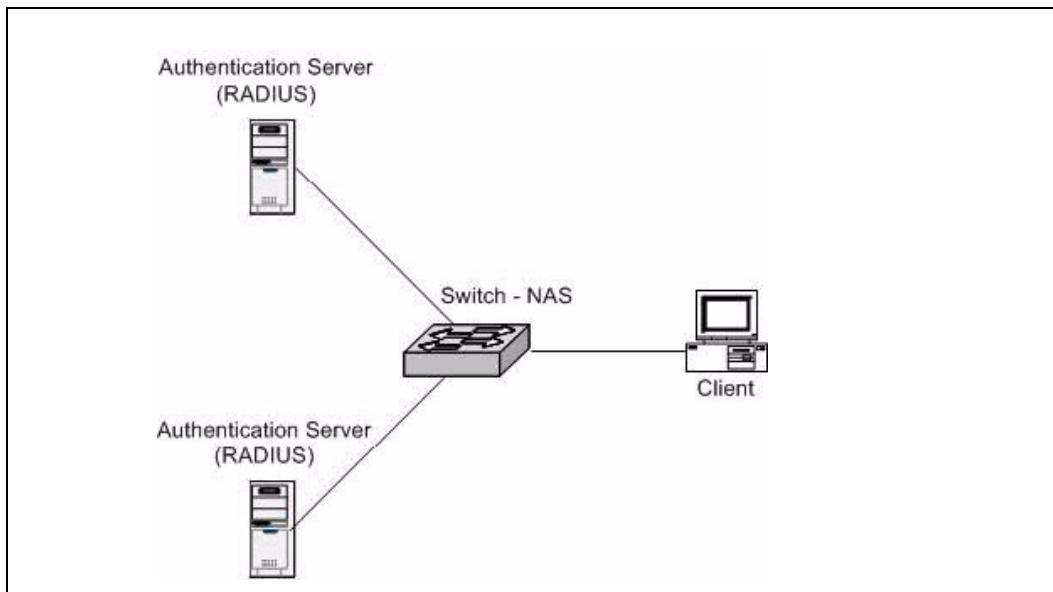 Authentication Server
(RADIUS)
Switch - NAS
Client
Authentication Server
(RADIUS)